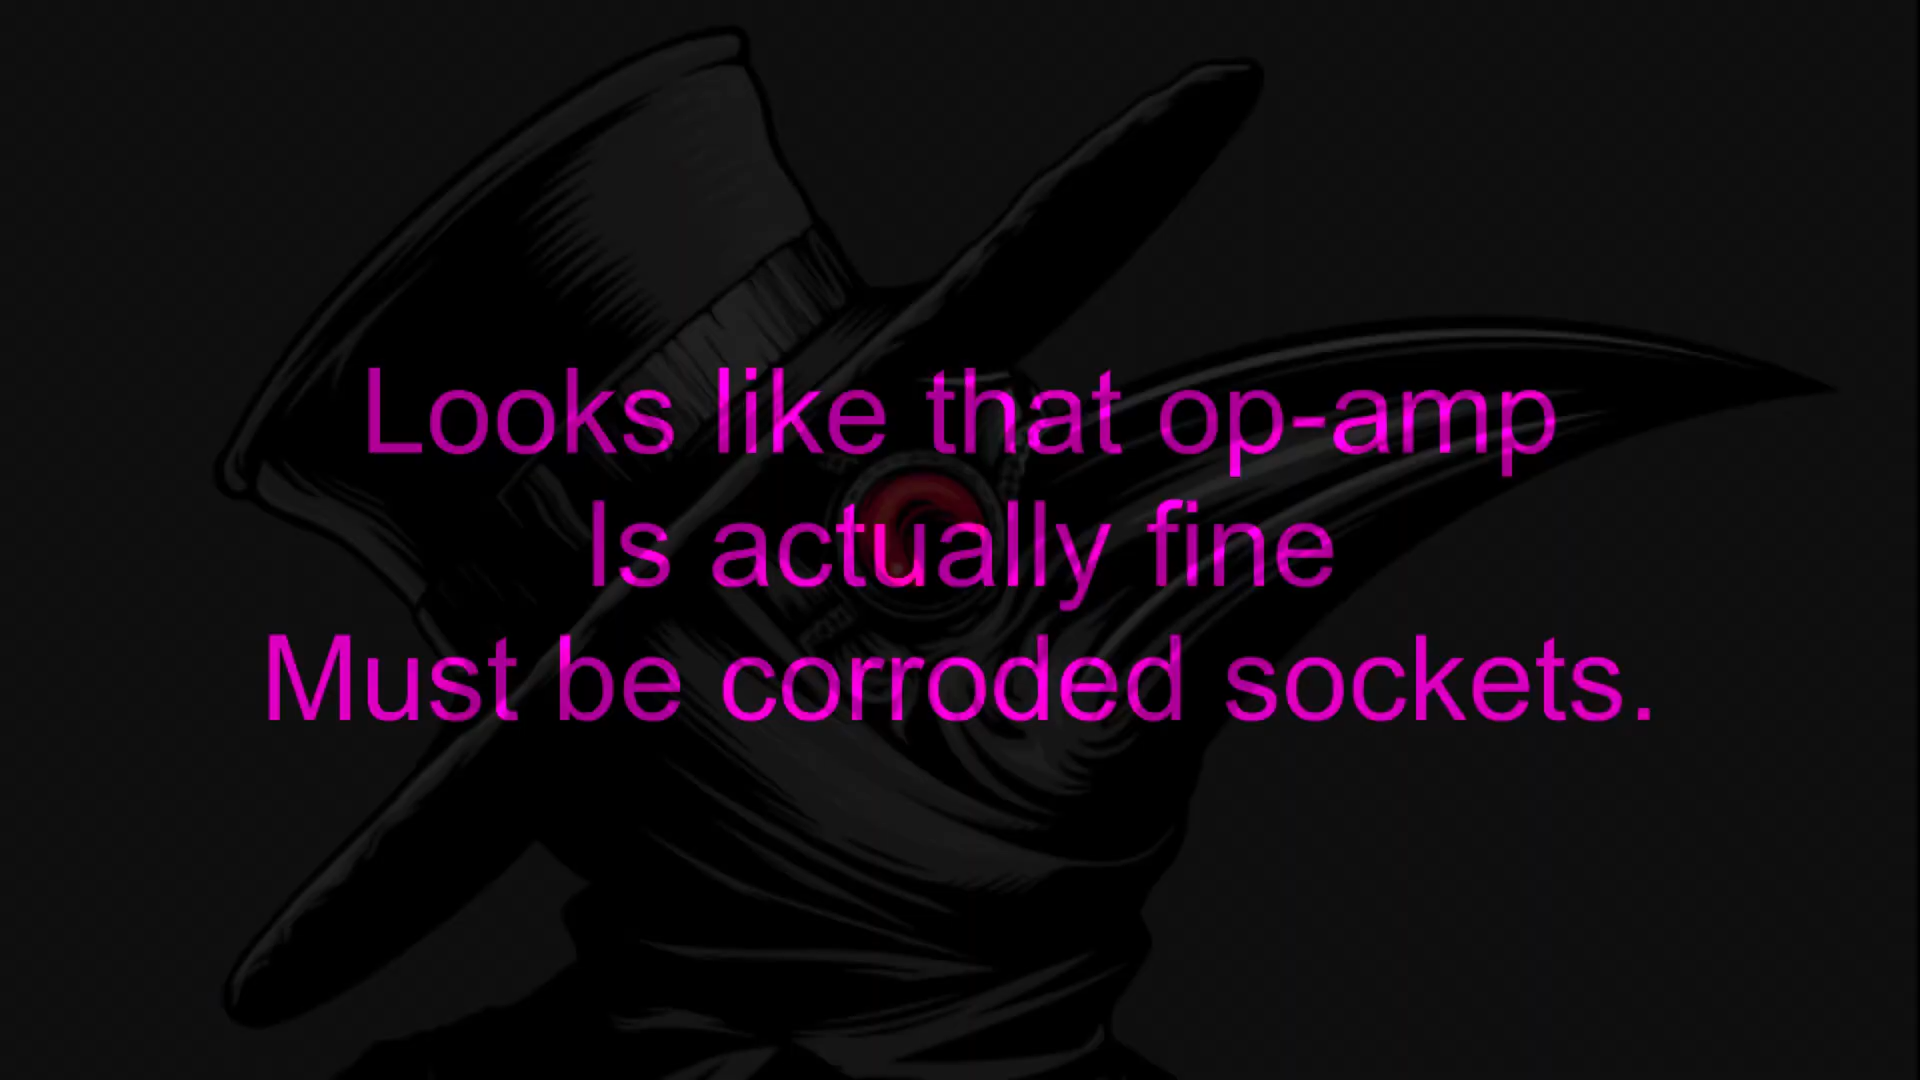 Looks like that op-amp
Is actually fine
Must be corroded sockets.